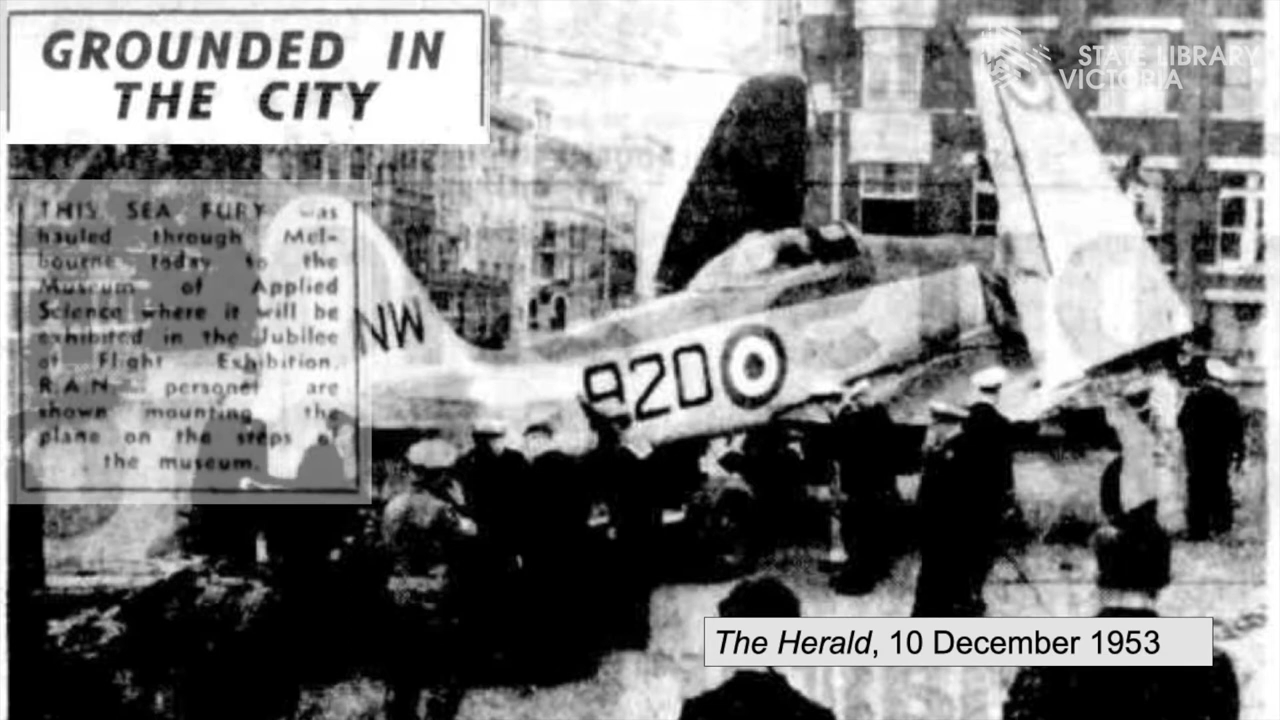 GROUNDED IN
THE CITY
STATE LIBRARY
VICTORIA
THIS SEA FURY was
hauled through Mel-
bourne today to the
Museum of Applied
Science where it will be
exhibited in the Jubilee
of Flight Exhibition.
R.A.N. personel are
shown mounting the
plane on the steps of
the museum.
NW
920
The Herald, 10 December 1953